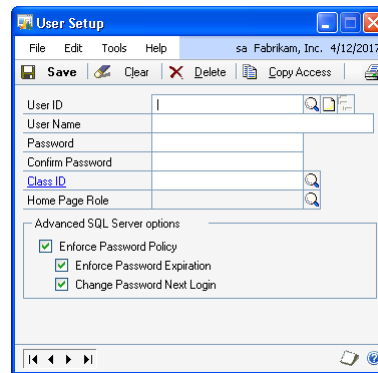 User Setup
File Edit Tools Help sa Fabrikam, Inc. 4/12/2017
Save Clear Delete Copy Access
User ID
User Name
Password
Confirm Password
Class ID
Home Page Role
Advanced SQL Server options
Enforce Password Policy
Enforce Password Expiration
Change Password Next Login